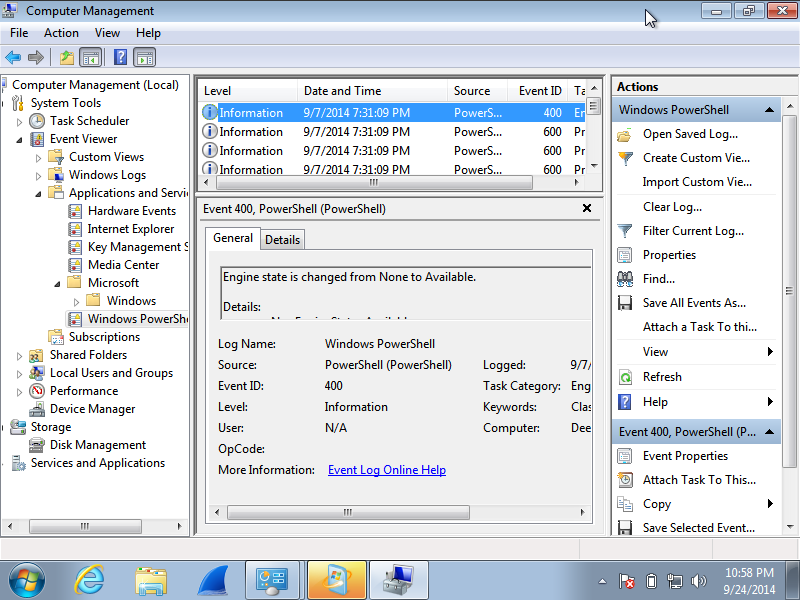 Computer Management
File Action View Help
Computer Management (Local)
System Tools
Task Scheduler
Event Viewer
Custom Views
Windows Logs
Applications and Servi
Hardware Events
Internet Explorer
Key Management S
Media Center
Microsoft
Windows
Windows PowerShe
Subscriptions
Shared Folders
Local Users and Groups
Performance
Device Manager
Storage
Disk Management
Services and Applications
Level Date and Time Source Event ID Ta
Information 9/7/2014 7:31:09 PM PowerS... 400 En
Information 9/7/2014 7:31:09 PM PowerS... 600 Pr
Information 9/7/2014 7:31:09 PM PowerS... 600 Pr
Information 9/7/2014 7:31:09 PM PowerS... 600 Pr
Event 400, PowerShell (PowerShell)
General Details
Engine state is changed from None to Available.
Details:
Log Name: Windows PowerShell
Source: PowerShell (PowerShell) Logged: 9/7/
Event ID: 400 Task Category: Eng
Level: Information Keywords: Clas
User: N/A Computer: Dee
OpCode:
More Information: Event Log Online Help
Actions
Windows PowerShell
Open Saved Log...
Create Custom Vie...
Import Custom Vie...
Clear Log...
Filter Current Log...
Properties
Find...
Save All Events As...
Attach a Task To thi...
View
Refresh
Help
Event 400, PowerShell (P...
Event Properties
Attach Task To This...
Copy
Save Selected Event...
10:58 PM
9/24/2014